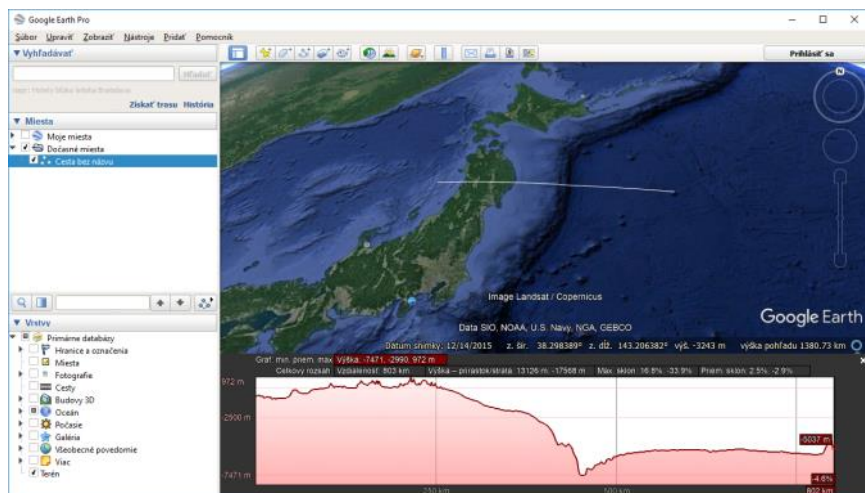 Google Earth Pro
Súbor Upraviť Zobraziť Nástroje Pridať Pomocník
Vyhľadávať
Hľadať
Získať trasu História
Miesta
Moje miesta
Dočasné miesta
Cesta bez názvu
Vrstvy
Primárne databázy
Hranice a označenia
Miesta
Fotografie
Cesty
Budovy 3D
Oceán
Počasie
Galéria
Všeobecné povedomie
Viac
Terén
Prihlásiť sa
N
Image Landsat / Copernicus
Data SIO, NOAA, U.S. Navy, NGA, GEBCO
Google Earth
Dátum snímky: 12/14/2015 z. šír. 38.298389° z. dĺž. 143.206382° výš. -3243 m výška pohľadu 1380.73 km
Graf: min, priem, max Výška: -7471, -2990, 972 m
Celkový rozsah Vzdialenosť: 803 km Výška – prírastok/strata: 13126 m, -17568 m Max. sklon: 16.8%, -33.9% Priem. sklon: 2.5%, -2.9%
972 m
-2900 m
-7471 m
-5037 m
-4.6%
250 km
500 km
802 km